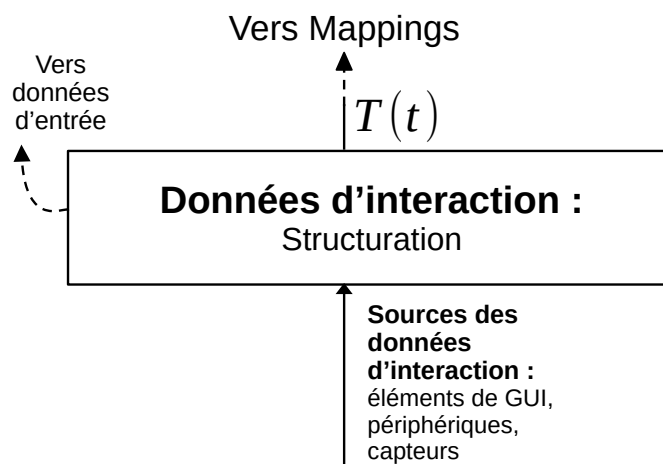 Vers Mappings
Vers
données
d’entrée
T(t)
Données d’interaction :
Structuration
Sources des
données
d’interaction :
éléments de GUI,
périphériques,
capteurs